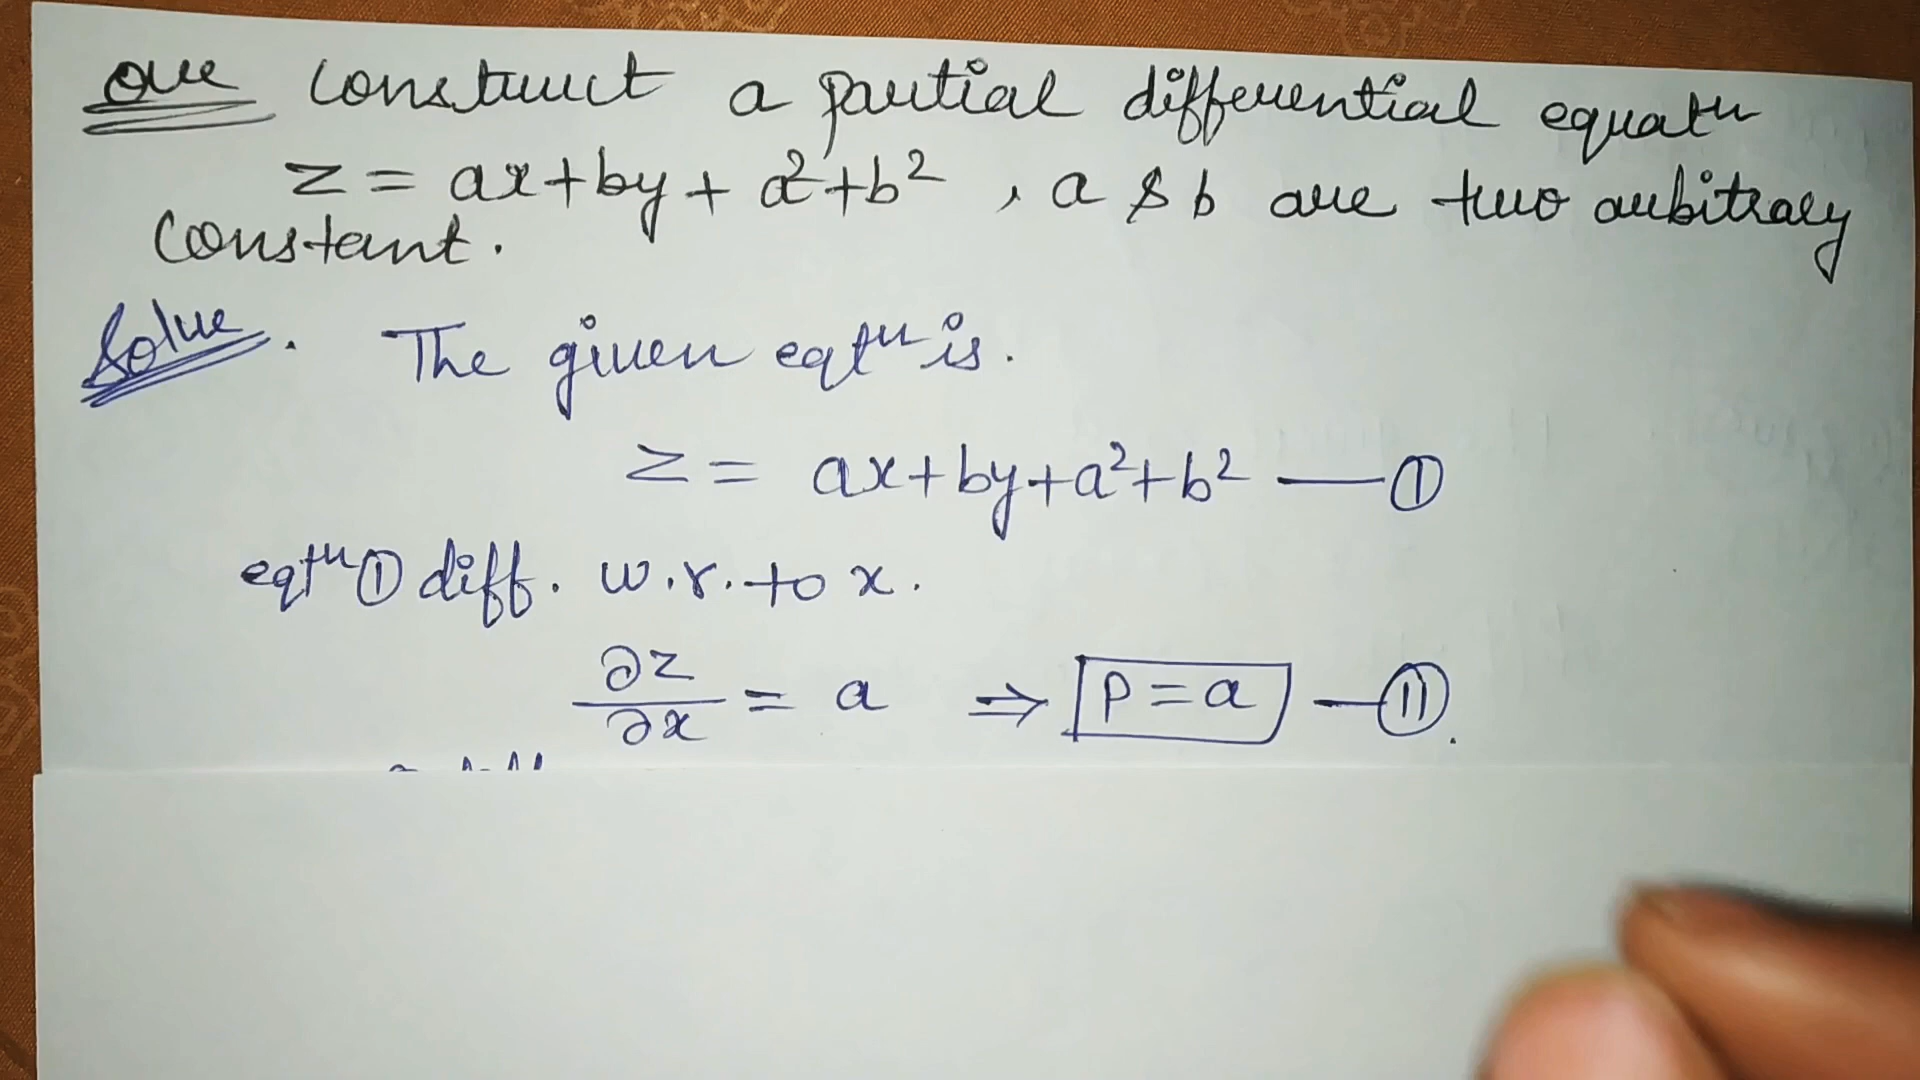 Que construct a partial differential equatn
z = ax+by+a²+b² , a & b are two arbitrary
constant.
Solve. The given eqtn is.
z = ax+by+a²+b² —①
eqtn ① diff. w.r. to x.
∂z/∂x = a ⇒ P = a —Ⅱ.